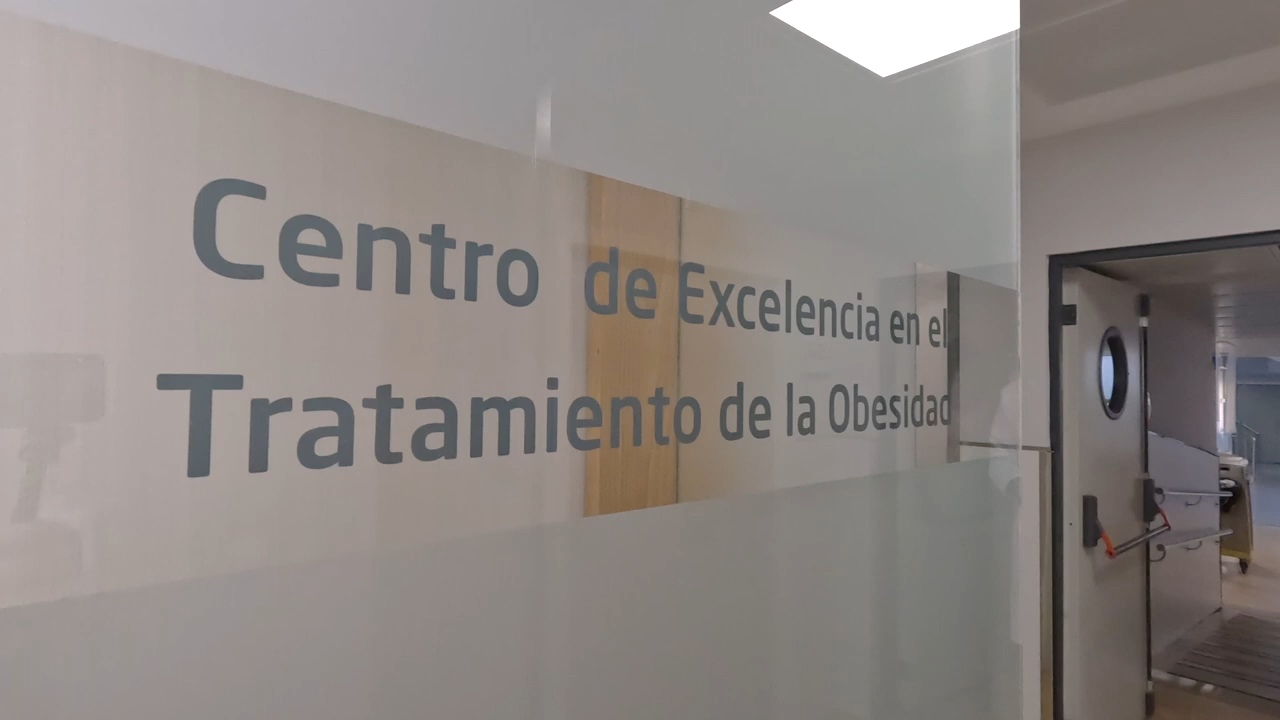 Centro de Excelencia en el
Tratamiento de la Obesidad